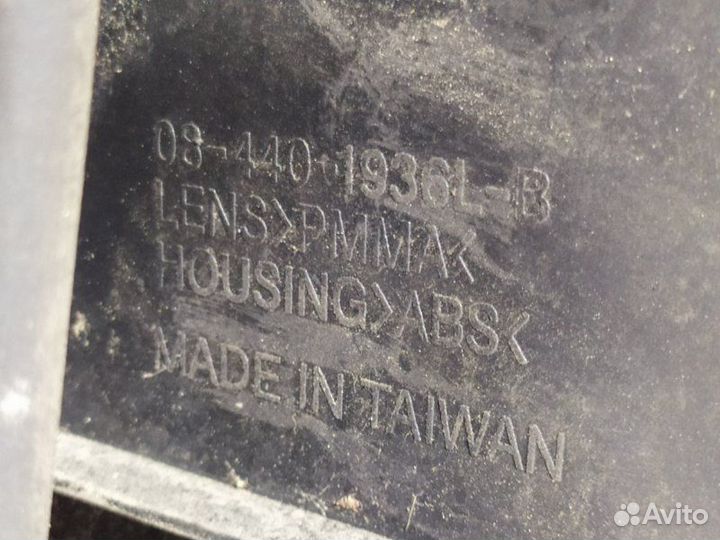 08-440-1936L-B
LENS>PMMA<
HOUSING>ABS<
MADE IN TAIWAN
Avito